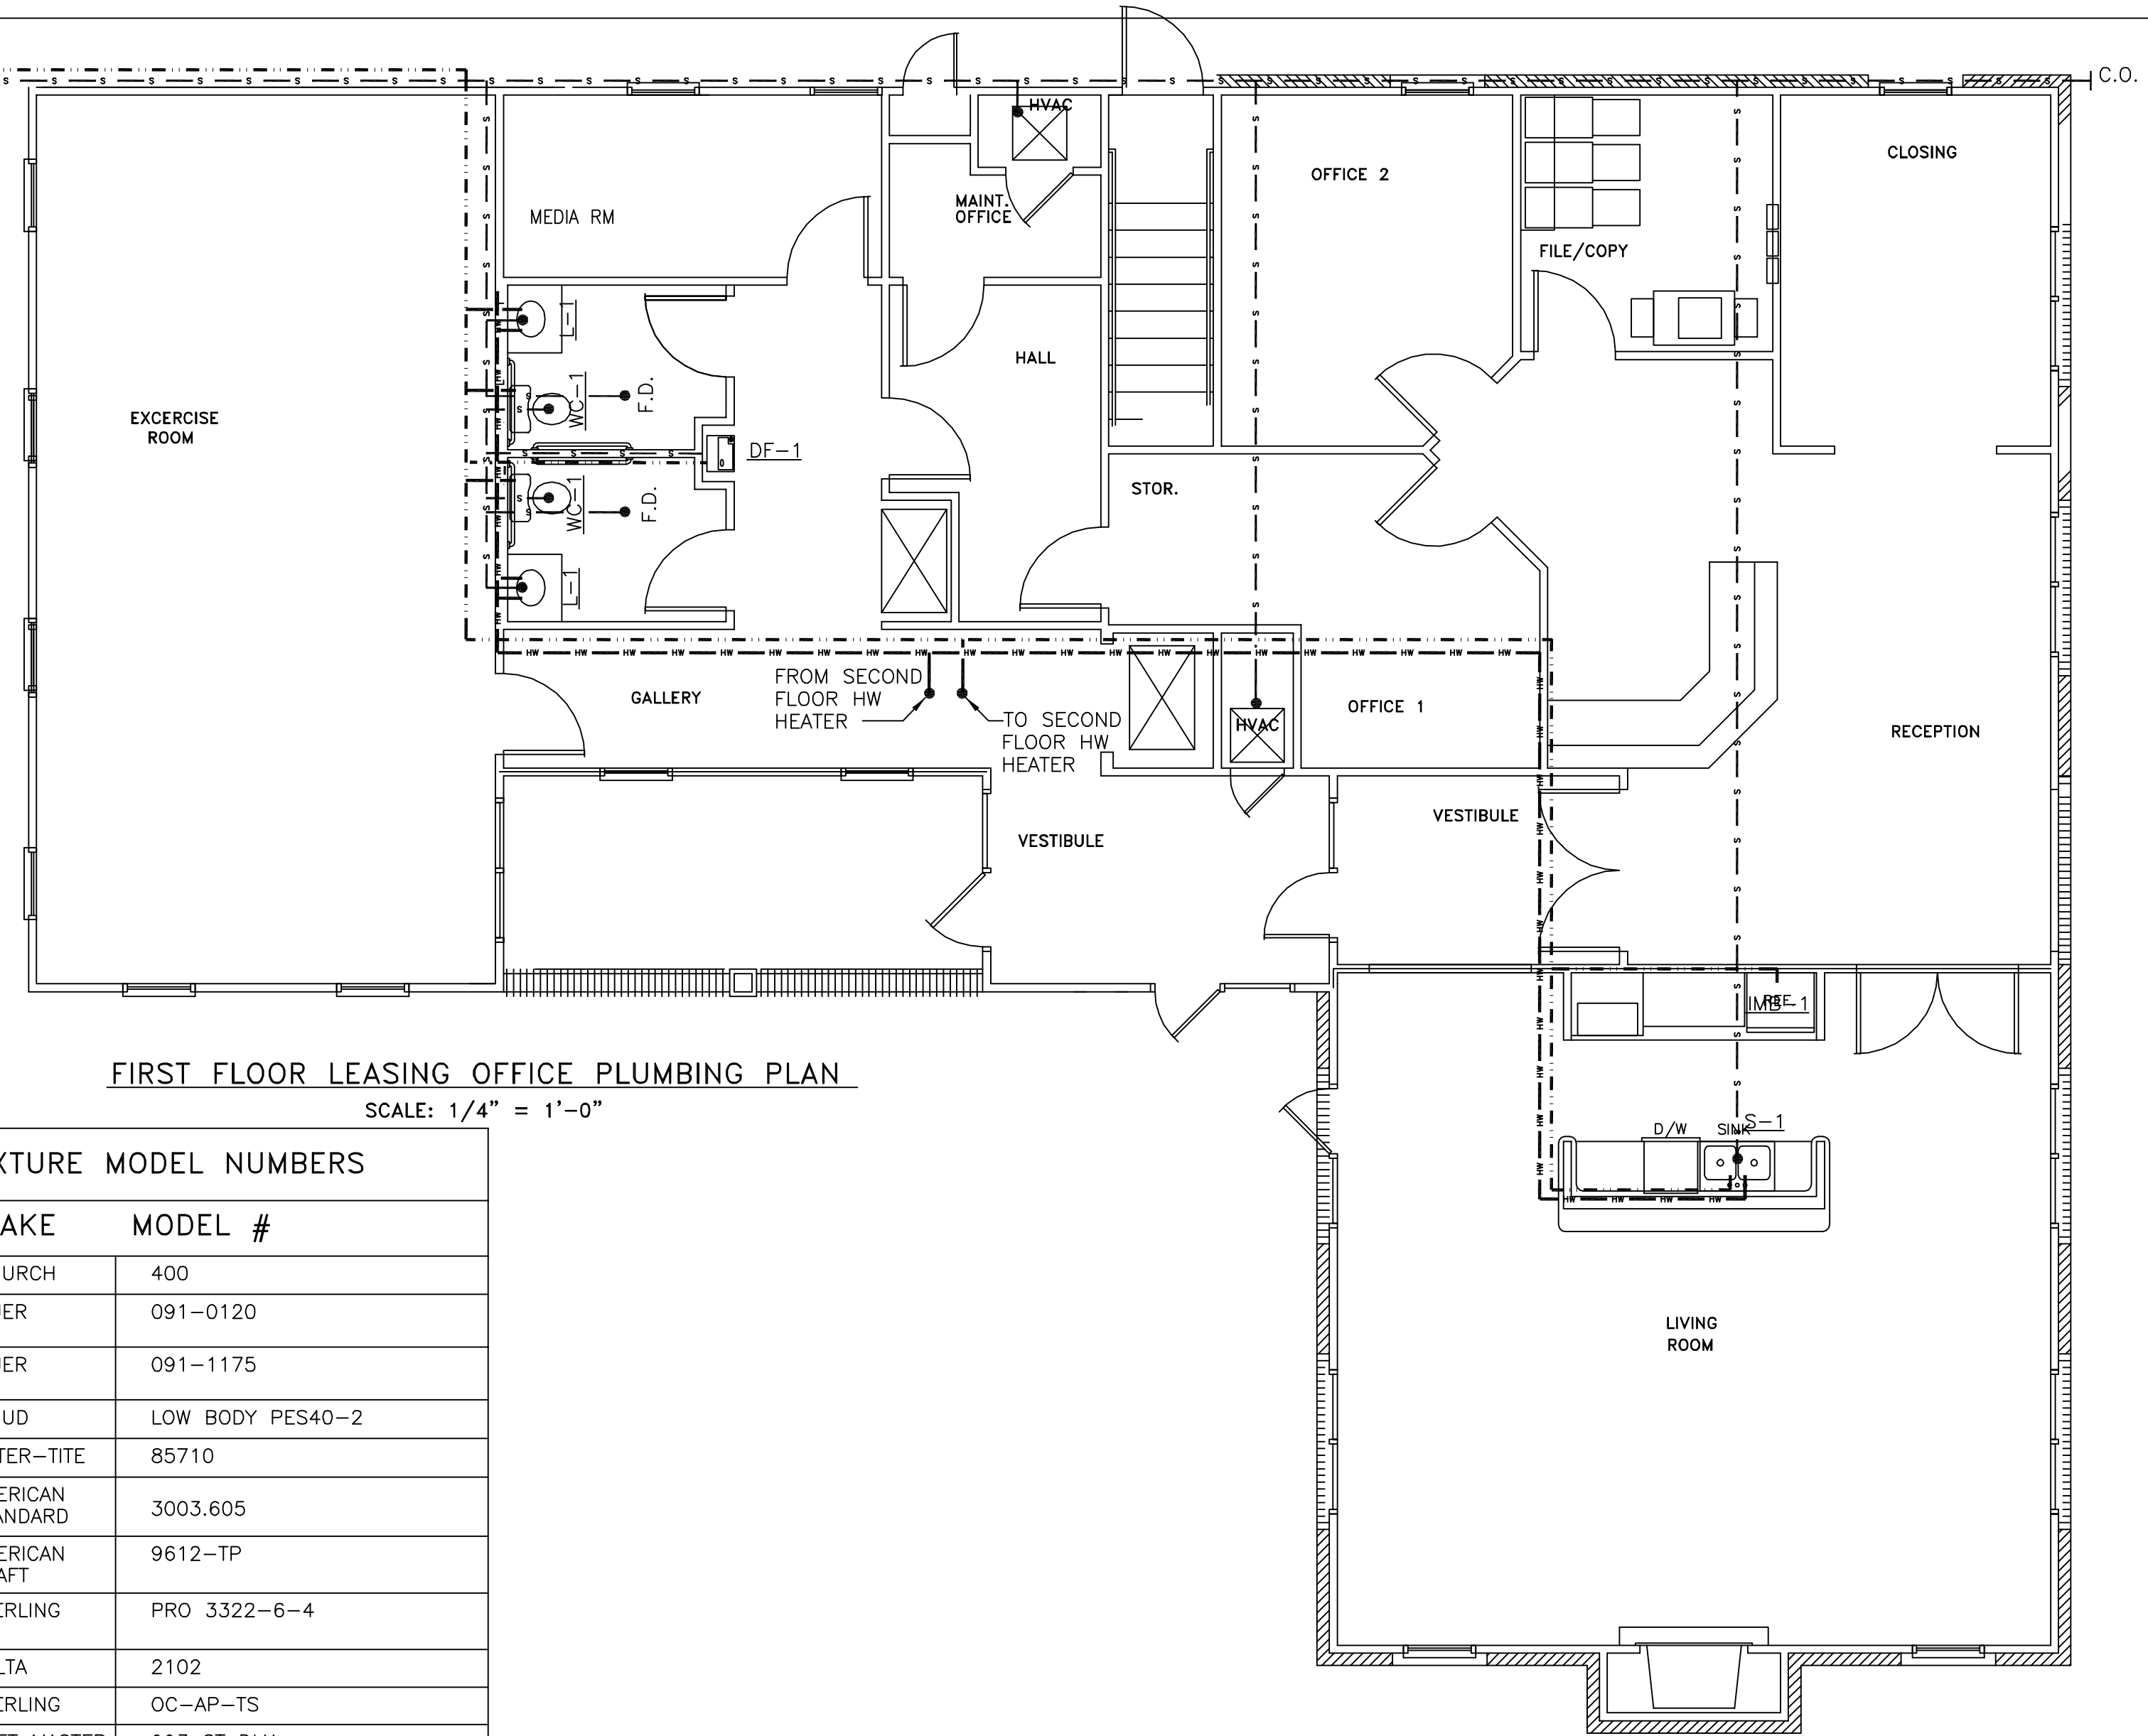 C.O.
HVAC
CLOSING
OFFICE 2
MAINT.
OFFICE
MEDIA RM
FILE/COPY
L-1
HALL
WC-1
F.D.
EXCERCISE
ROOM
DF-1
STOR.
WC-1
F.D.
L-1
FROM SECOND
FLOOR HW
HEATER
GALLERY
TO SECOND
FLOOR HW
HEATER
HVAC
OFFICE 1
RECEPTION
VESTIBULE
VESTIBULE
REF.
IMB-1
FIRST FLOOR LEASING OFFICE PLUMBING PLAN
SCALE: 1/4" = 1'-0"
D/W
SINK
S-1
XTURE MODEL NUMBERS
AKE MODEL #
URCH 400
ER 091-0120
ER 091-1175
UD LOW BODY PES40-2
TER-TITE 85710
ERICAN
ANDARD 3003.605
ERICAN
AFT 9612-TP
ERLING PRO 3322-6-4
LTA 2102
ERLING OC-AP-TS
LIVING
ROOM